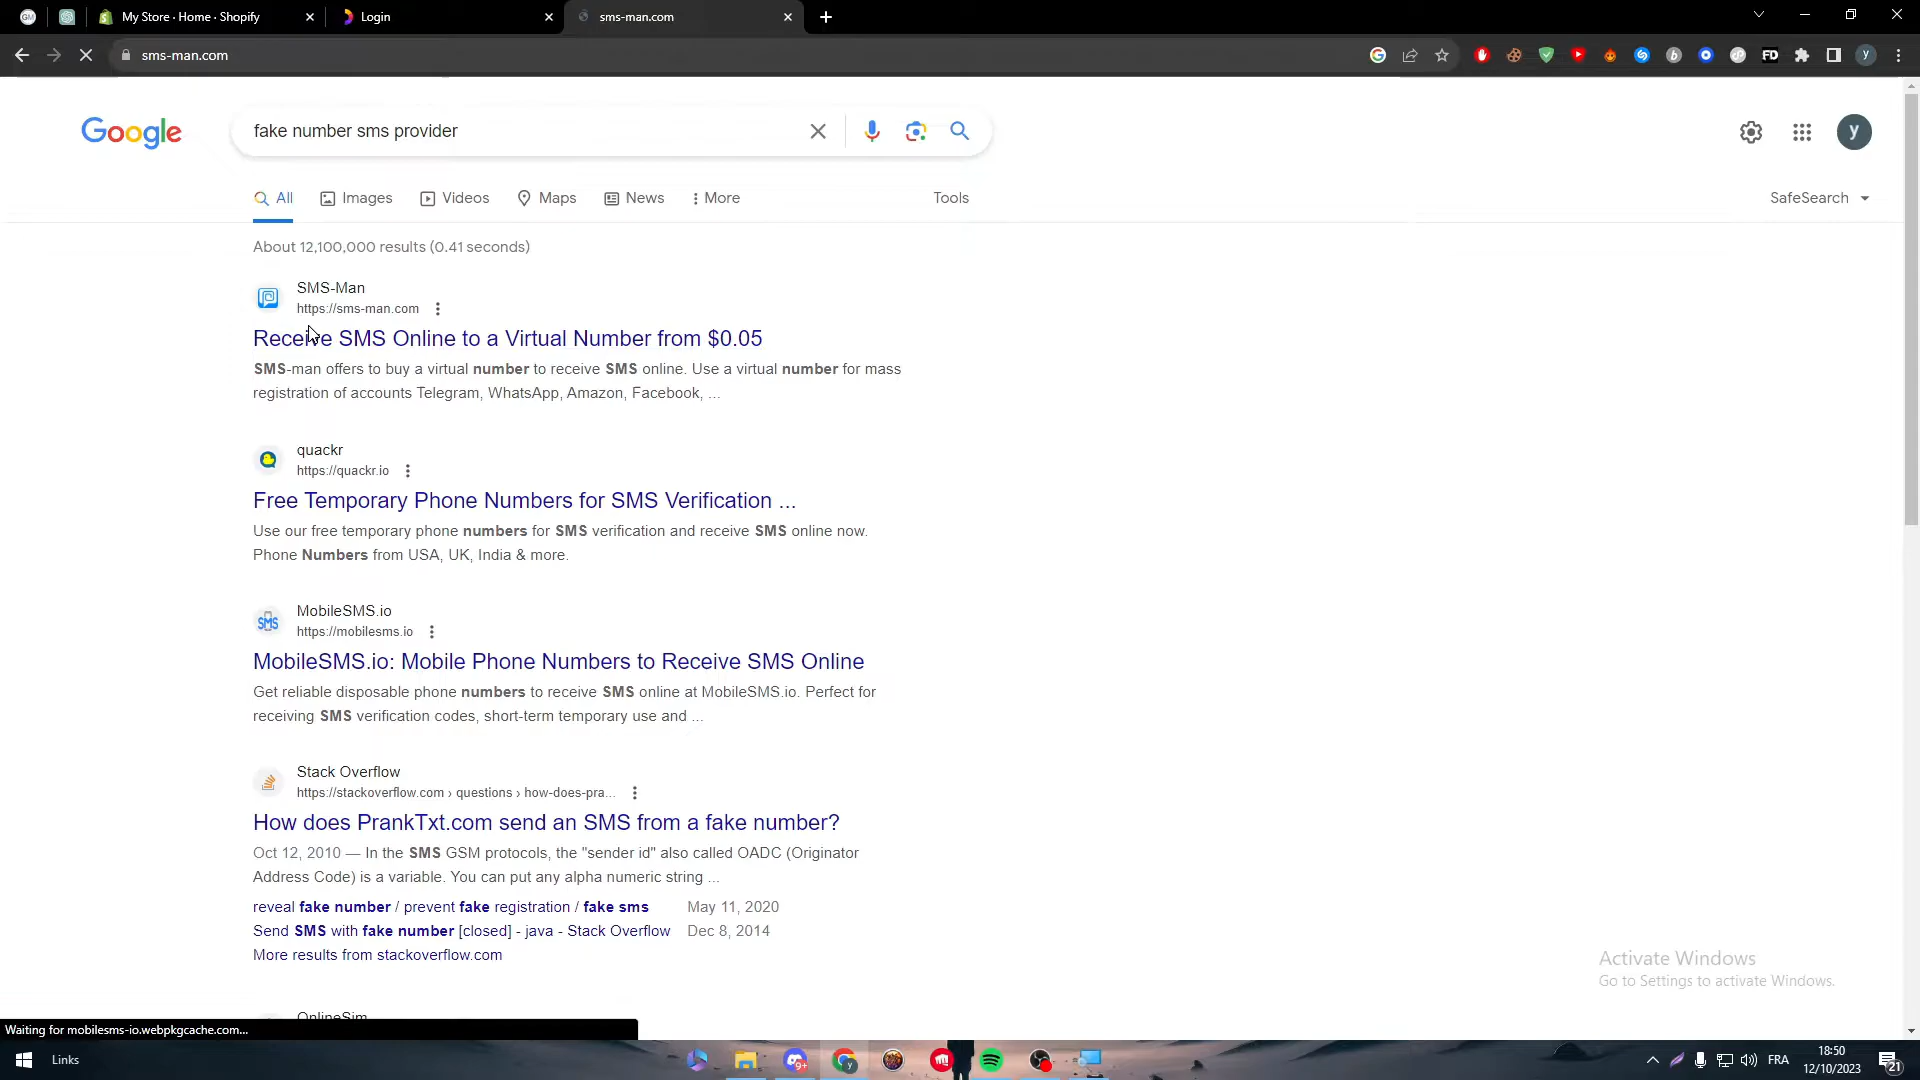 My Store · Home · Shopify
Login
sms-man.com
sms-man.com
Google
fake number sms provider
y
All
Images
Videos
Maps
News
More
Tools
SafeSearch
About 12,100,000 results (0.41 seconds)
SMS-Man
https://sms-man.com
Receive SMS Online to a Virtual Number from $0.05
SMS-man offers to buy a virtual number to receive SMS online. Use a virtual number for mass
registration of accounts Telegram, WhatsApp, Amazon, Facebook, ...
quackr
https://quackr.io
Free Temporary Phone Numbers for SMS Verification ...
Use our free temporary phone numbers for SMS verification and receive SMS online now.
Phone Numbers from USA, UK, India & more.
MobileSMS.io
https://mobilesms.io
MobileSMS.io: Mobile Phone Numbers to Receive SMS Online
Get reliable disposable phone numbers to receive SMS online at MobileSMS.io. Perfect for
receiving SMS verification codes, short-term temporary use and ...
Stack Overflow
https://stackoverflow.com › questions › how-does-pra...
How does PrankTxt.com send an SMS from a fake number?
Oct 12, 2010 — In the SMS GSM protocols, the "sender id" also called OADC (Originator
Address Code) is a variable. You can put any alpha numeric string ...
reveal fake number / prevent fake registration / fake sms May 11, 2020
Send SMS with fake number [closed] - java - Stack Overflow Dec 8, 2014
More results from stackoverflow.com
OnlineSim
Activate Windows
Go to Settings to activate Windows.
Waiting for mobilesms-io.webpkgcache.com...
Links
FRA
18:50
12/10/2023
21